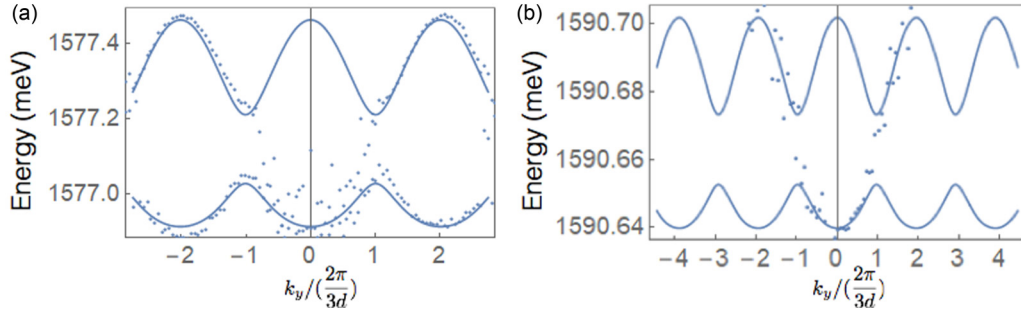 (a)
Energy (meV)
1577.4
1577.2
1577.0
−2 −1 0 1 2
k_y/(2π/3d)
(b)
Energy (meV)
1590.70
1590.68
1590.66
1590.64
−4 −3 −2 −1 0 1 2 3 4
k_y/(2π/3d)